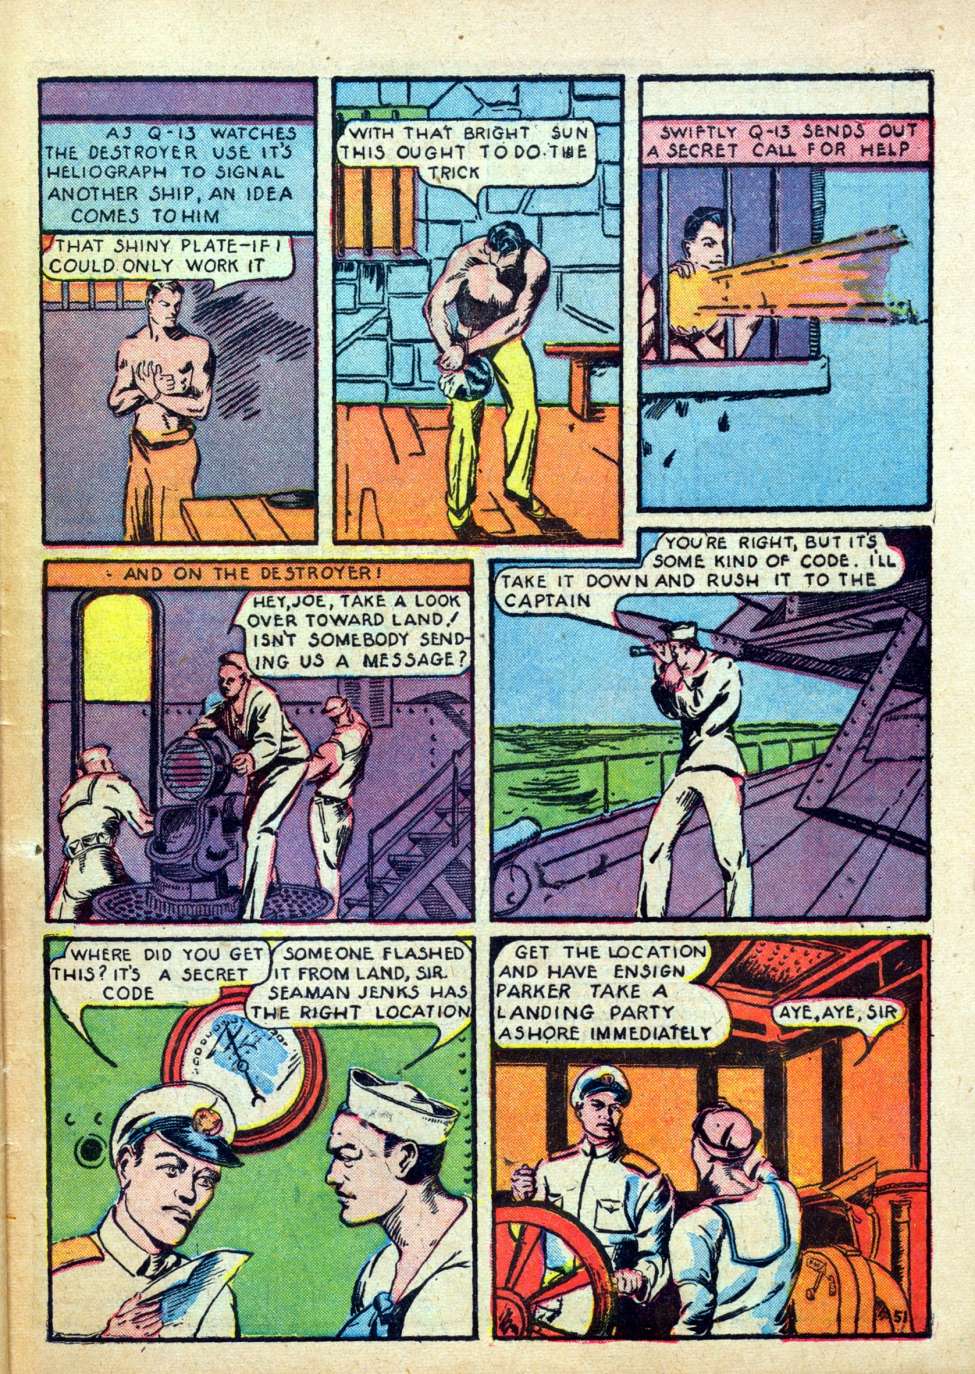 AS Q-13 WATCHES
THE DESTROYER USE IT'S
HELIOGRAPH TO SIGNAL
ANOTHER SHIP, AN IDEA
COMES TO HIM
THAT SHINY PLATE-IF I
COULD ONLY WORK IT
WITH THAT BRIGHT SUN
THIS OUGHT TO DO THE
TRICK
SWIFTLY Q-13 SENDS OUT
A SECRET CALL FOR HELP
AND ON THE DESTROYER!
HEY, JOE, TAKE A LOOK
OVER TOWARD LAND!
ISN'T SOMEBODY SEND-
ING US A MESSAGE?
YOU'RE RIGHT, BUT IT'S
SOME KIND OF CODE. I'LL
TAKE IT DOWN AND RUSH IT TO THE
CAPTAIN
WHERE DID YOU GET
THIS? IT'S A SECRET
CODE
SOMEONE FLASHED
IT FROM LAND, SIR.
SEAMAN JENKS HAS
THE RIGHT LOCATION
GET THE LOCATION
AND HAVE ENSIGN
PARKER TAKE A
LANDING PARTY
ASHORE IMMEDIATELY
AYE, AYE, SIR
51